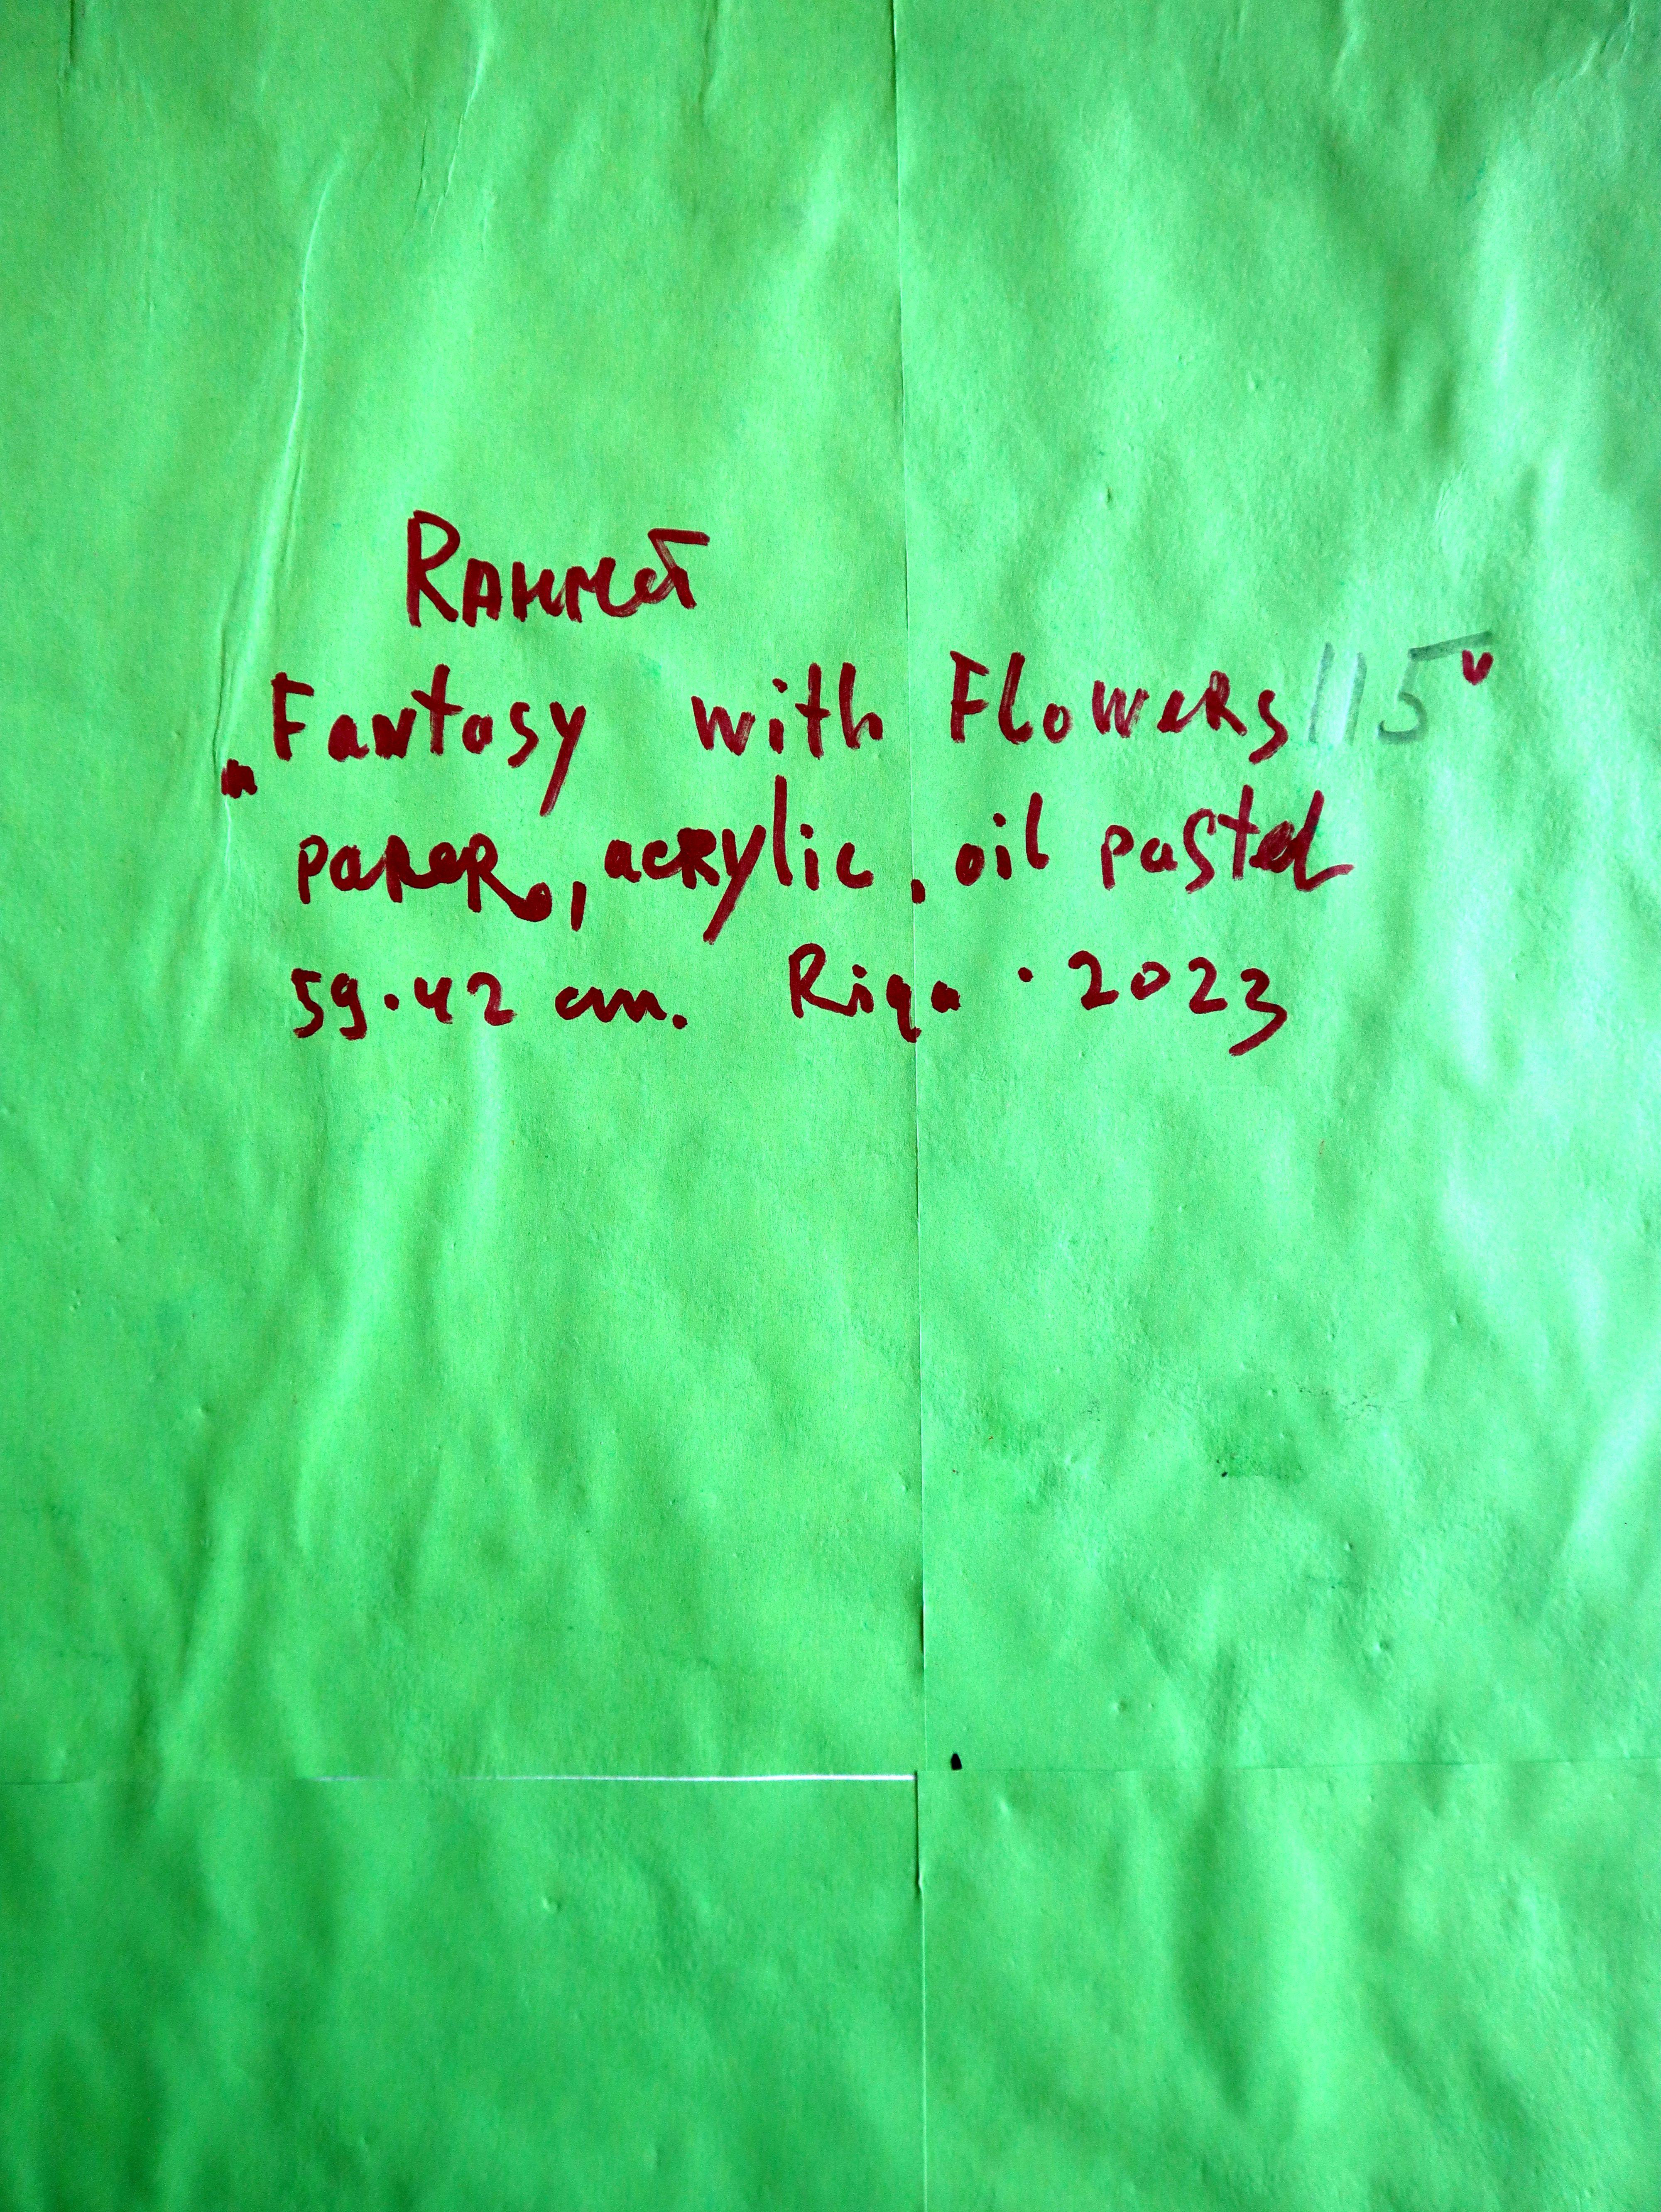 Rahmet
„Fantasy with Flowers 115"
paper, acrylic, oil pastel
59.42 cm. Riga . 2023